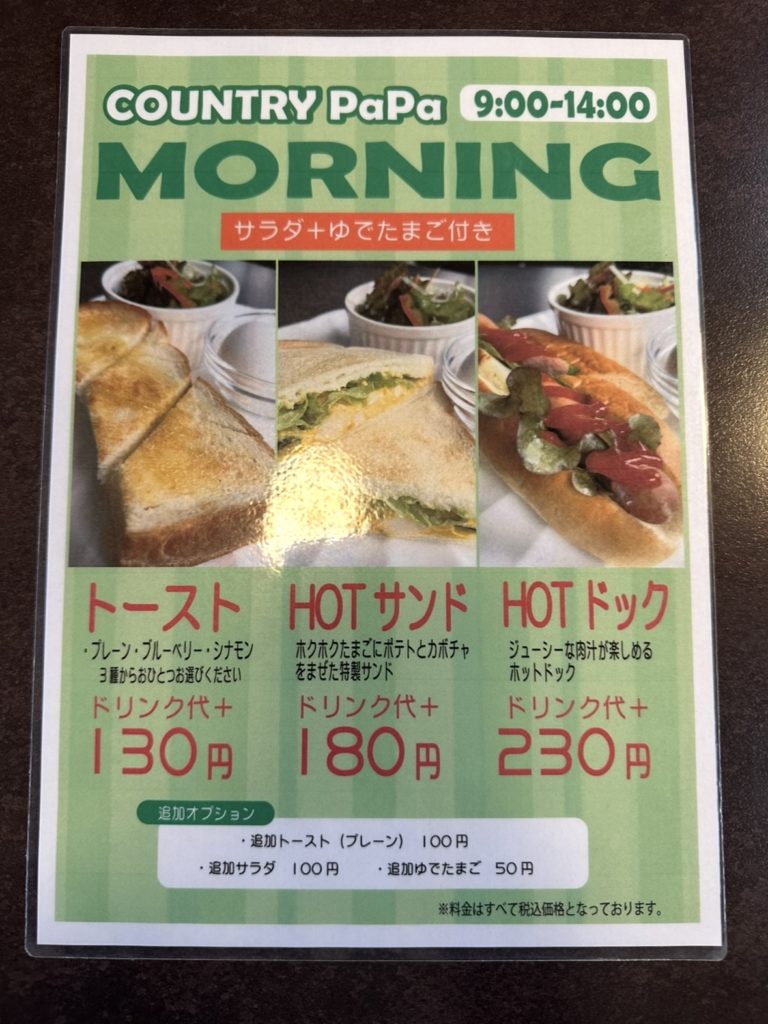 COUNTRY PaPa 9:00-14:00
MORNING
サラダ+ゆでたまご付き
トースト
・プレーン・ブルーベリー・シナモン
3種からおひとつお選びください
ドリンク代+
130円
HOTサンド
ホクホクたまごにポテトとカボチャ
をまぜた特製サンド
ドリンク代+
180円
HOTドック
ジューシーな肉汁が楽しめる
ホットドック
ドリンク代+
230円
追加オプション
・追加トースト（プレーン） 100円
・追加サラダ 100円 ・追加ゆでたまご 50円
※料金はすべて税込価格となっております。